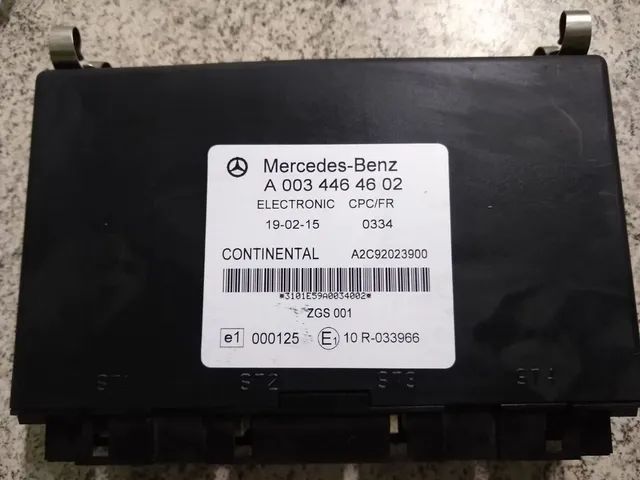 Mercedes-Benz
A 003 446 46 02
ELECTRONIC CPC/FR
19-02-15 0334
CONTINENTAL A2C92023900
*3101E59A0034002*
ZGS 001
e1 000125 E1 10 R-033966
ST1 ST2 ST3 ST4